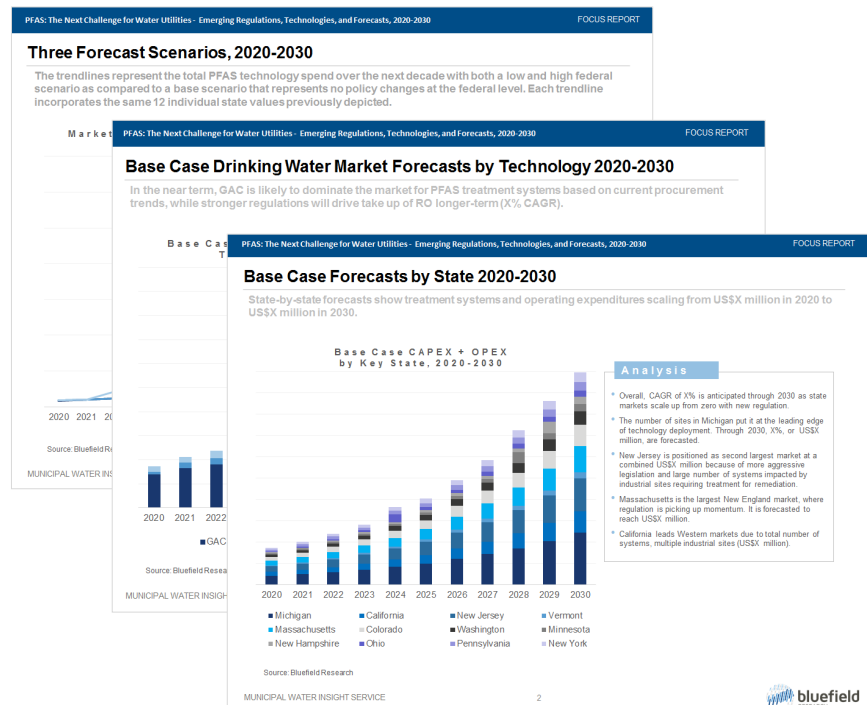 PFAS: The Next Challenge for Water Utilities - Emerging Regulations, Technologies, and Forecasts, 2020-2030 FOCUS REPORT
Three Forecast Scenarios, 2020-2030
The trendlines represent the total PFAS technology spend over the next decade with both a low and high federal
scenario as compared to a base scenario that represents no policy changes at the federal level. Each trendline
incorporates the same 12 individual state values previously depicted.
Market
2020 2021
Source: Bluefield
MUNICIPAL WATER
PFAS: The Next Challenge for Water Utilities - Emerging Regulations, Technologies, and Forecasts, 2020-2030 FOCUS REPORT
Base Case Drinking Water Market Forecasts by Technology 2020-2030
In the near term, GAC is likely to dominate the market for PFAS treatment systems based on current procurement
trends, while stronger regulations will drive take up of RO longer-term (X% CAGR).
Base Cas
T
2020 2021 2022
GAC
Source: Bluefield Resea
MUNICIPAL WATER INSIGH
PFAS: The Next Challenge for Water Utilities - Emerging Regulations, Technologies, and Forecasts, 2020-2030 FOCUS REPORT
Base Case Forecasts by State 2020-2030
State-by-state forecasts show treatment systems and operating expenditures scaling from US$X million in 2020 to
US$X million in 2030.
Base Case CAPEX + OPEX
by Key State, 2020-2030
2020 2021 2022 2023 2024 2025 2026 2027 2028 2029 2030
Michigan California New Jersey Vermont
Massachusetts Colorado Washington Minnesota
New Hampshire Ohio Pennsylvania New York
Source: Bluefield Research
Analysis
Overall, CAGR of X% is anticipated through 2030 as state
markets scale up from zero with new regulation.
The number of sites in Michigan put it at the leading edge
of technology deployment. Through 2030, X%, or US$X
million, are forecasted.
New Jersey is positioned as second largest market at a
combined US$X million because of more aggressive
legislation and large number of systems impacted by
industrial sites requiring treatment for remediation.
Massachusetts is the largest New England market, where
regulation is picking up momentum. It is forecasted to
reach US$X million.
California leads Western markets due to total number of
systems, multiple industrial sites (US$X million).
MUNICIPAL WATER INSIGHT SERVICE 2
bluefield